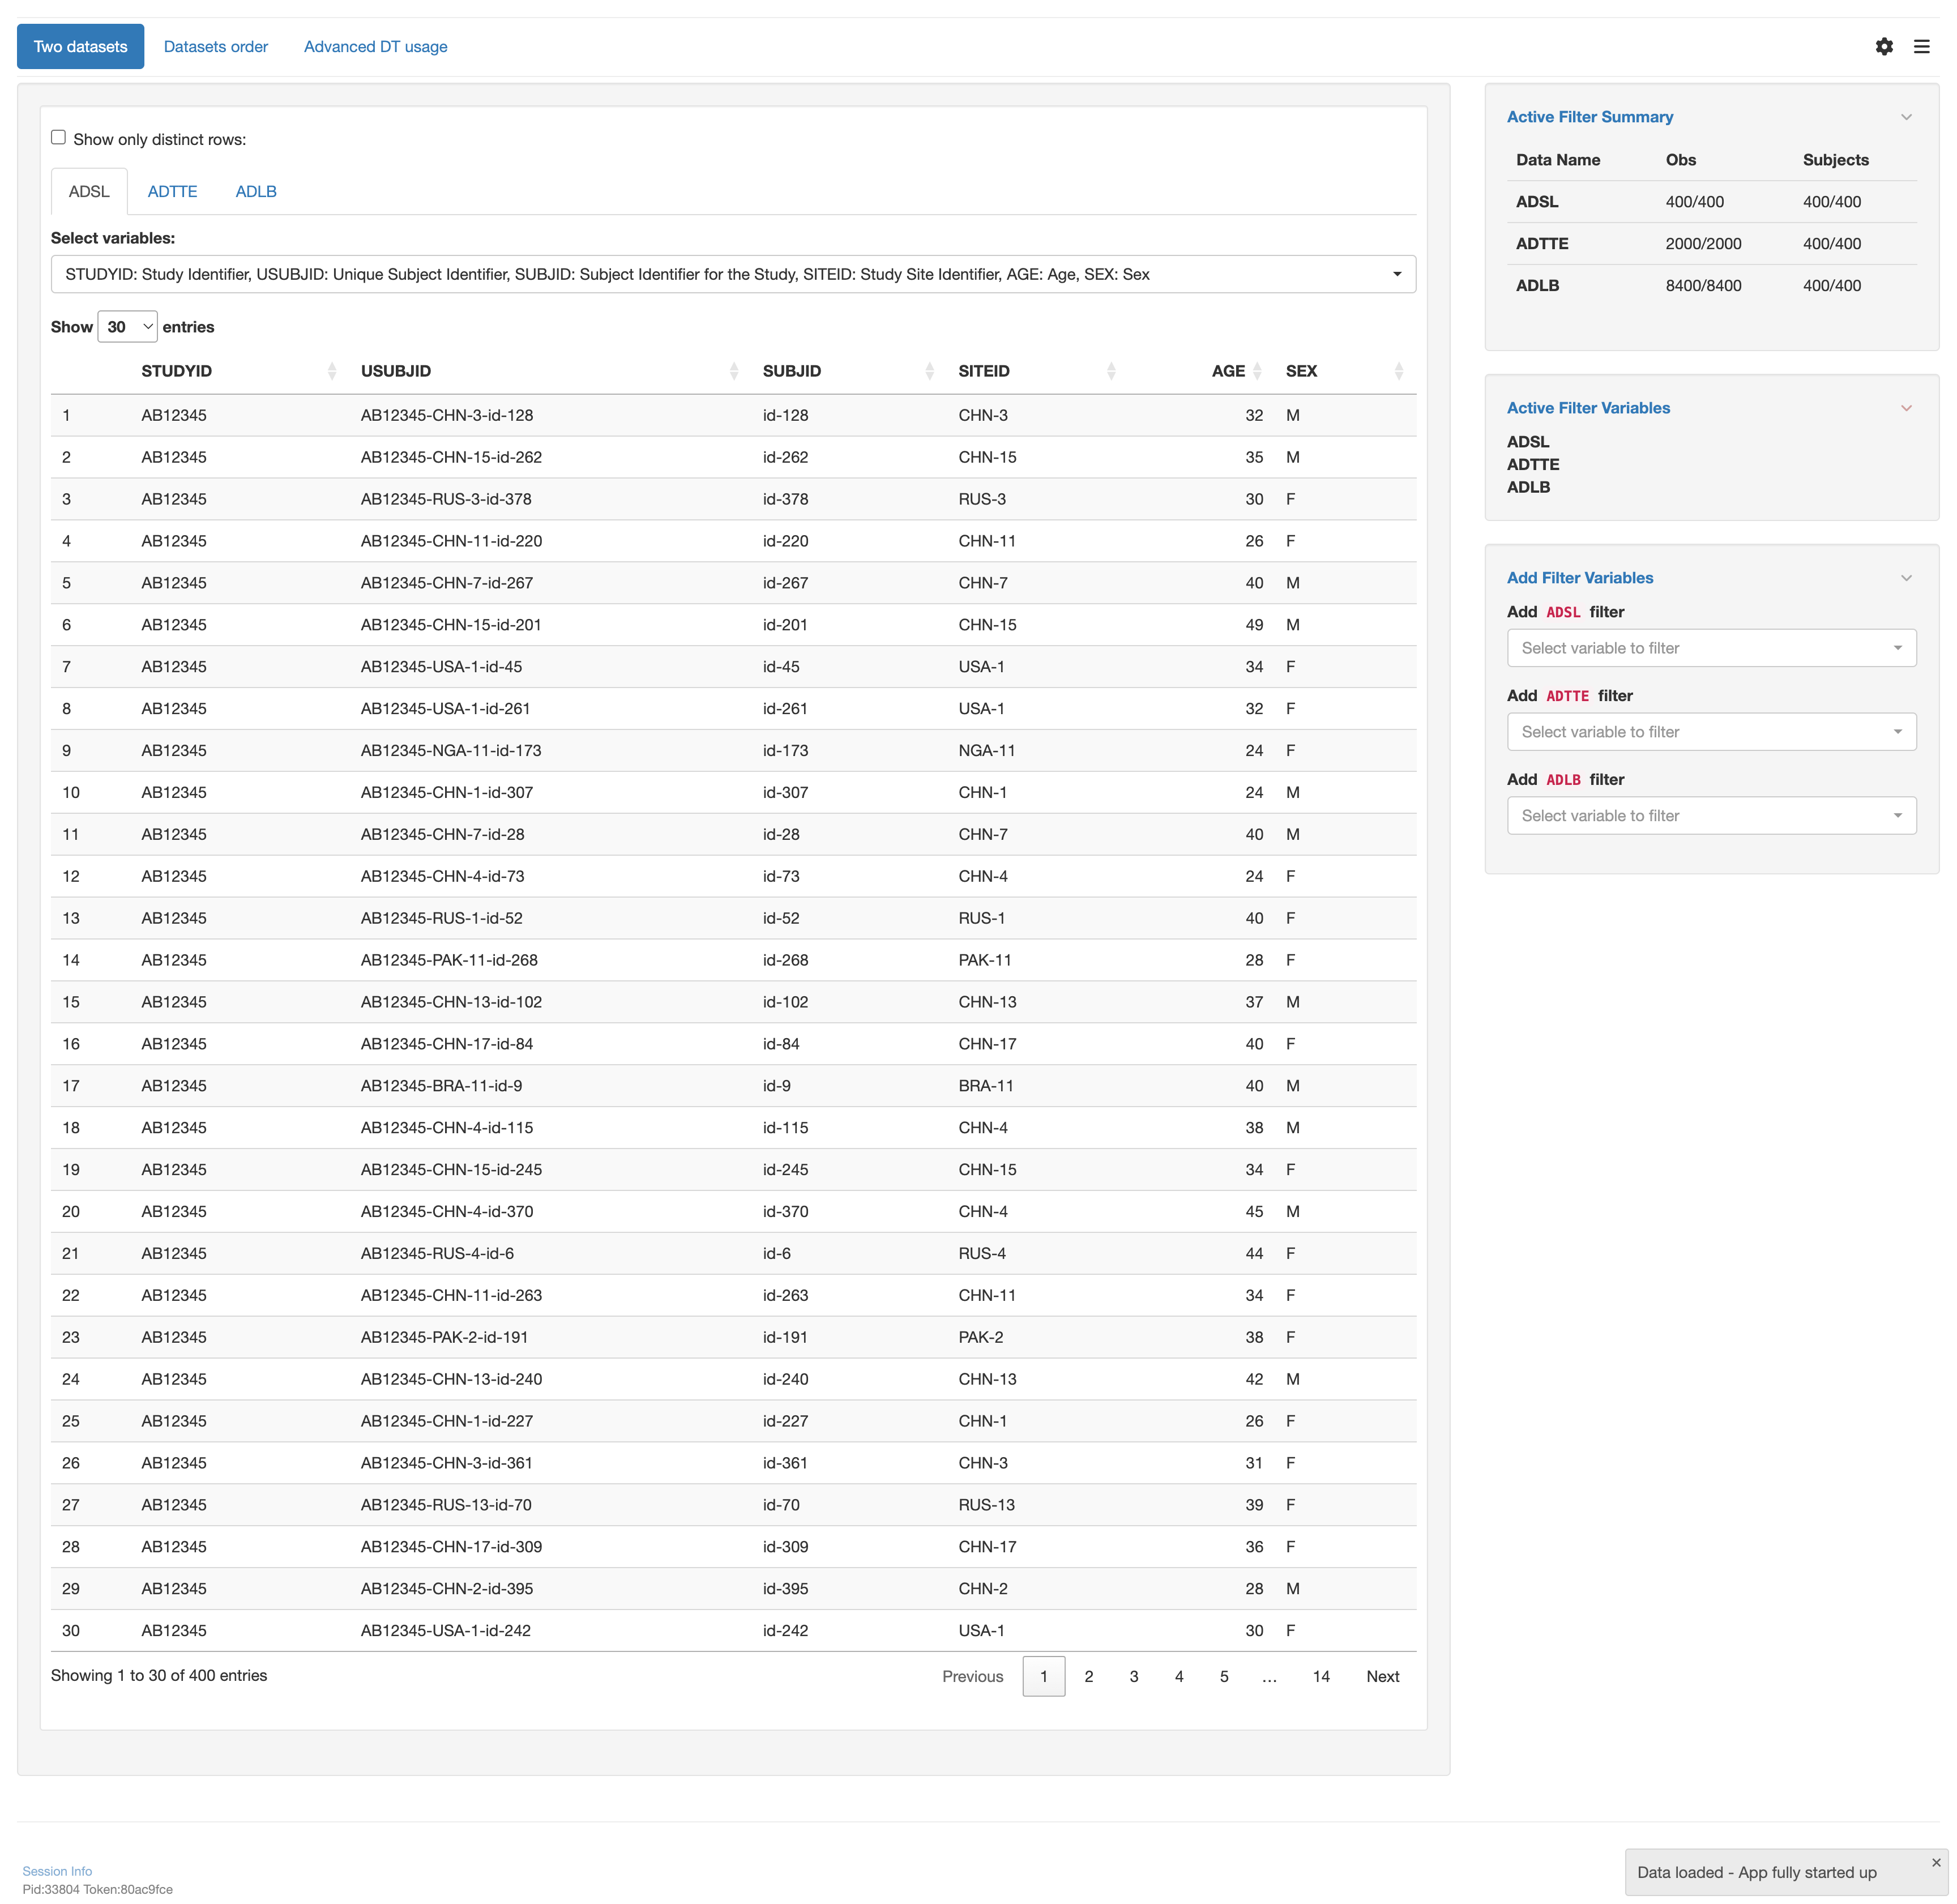 Two datasets Datasets order Advanced DT usage
Show only distinct rows:
ADSL ADTTE ADLB
Select variables:
STUDYID: Study Identifier, USUBJID: Unique Subject Identifier, SUBJID: Subject Identifier for the Study, SITEID: Study Site Identifier, AGE: Age, SEX: Sex
Show 30 entries
STUDYID USUBJID SUBJID SITEID AGE SEX
1 AB12345 AB12345-CHN-3-id-128 id-128 CHN-3 32 M
2 AB12345 AB12345-CHN-15-id-262 id-262 CHN-15 35 M
3 AB12345 AB12345-RUS-3-id-378 id-378 RUS-3 30 F
4 AB12345 AB12345-CHN-11-id-220 id-220 CHN-11 26 F
5 AB12345 AB12345-CHN-7-id-267 id-267 CHN-7 40 M
6 AB12345 AB12345-CHN-15-id-201 id-201 CHN-15 49 M
7 AB12345 AB12345-USA-1-id-45 id-45 USA-1 34 F
8 AB12345 AB12345-USA-1-id-261 id-261 USA-1 32 F
9 AB12345 AB12345-NGA-11-id-173 id-173 NGA-11 24 F
10 AB12345 AB12345-CHN-1-id-307 id-307 CHN-1 24 M
11 AB12345 AB12345-CHN-7-id-28 id-28 CHN-7 40 M
12 AB12345 AB12345-CHN-4-id-73 id-73 CHN-4 24 F
13 AB12345 AB12345-RUS-1-id-52 id-52 RUS-1 40 F
14 AB12345 AB12345-PAK-11-id-268 id-268 PAK-11 28 F
15 AB12345 AB12345-CHN-13-id-102 id-102 CHN-13 37 M
16 AB12345 AB12345-CHN-17-id-84 id-84 CHN-17 40 F
17 AB12345 AB12345-BRA-11-id-9 id-9 BRA-11 40 M
18 AB12345 AB12345-CHN-4-id-115 id-115 CHN-4 38 M
19 AB12345 AB12345-CHN-15-id-245 id-245 CHN-15 34 F
20 AB12345 AB12345-CHN-4-id-370 id-370 CHN-4 45 M
21 AB12345 AB12345-RUS-4-id-6 id-6 RUS-4 44 F
22 AB12345 AB12345-CHN-11-id-263 id-263 CHN-11 34 F
23 AB12345 AB12345-PAK-2-id-191 id-191 PAK-2 38 F
24 AB12345 AB12345-CHN-13-id-240 id-240 CHN-13 42 M
25 AB12345 AB12345-CHN-1-id-227 id-227 CHN-1 26 F
26 AB12345 AB12345-CHN-3-id-361 id-361 CHN-3 31 F
27 AB12345 AB12345-RUS-13-id-70 id-70 RUS-13 39 F
28 AB12345 AB12345-CHN-17-id-309 id-309 CHN-17 36 F
29 AB12345 AB12345-CHN-2-id-395 id-395 CHN-2 28 M
30 AB12345 AB12345-USA-1-id-242 id-242 USA-1 30 F
Showing 1 to 30 of 400 entries
Previous 1 2 3 4 5 … 14 Next
Active Filter Summary
Data Name Obs Subjects
ADSL 400/400 400/400
ADTTE 2000/2000 400/400
ADLB 8400/8400 400/400
Active Filter Variables
ADSL
ADTTE
ADLB
Add Filter Variables
Add ADSL filter
Select variable to filter
Add ADTTE filter
Select variable to filter
Add ADLB filter
Select variable to filter
Session Info
Pid:33804 Token:80ac9fce
Data loaded - App fully started up